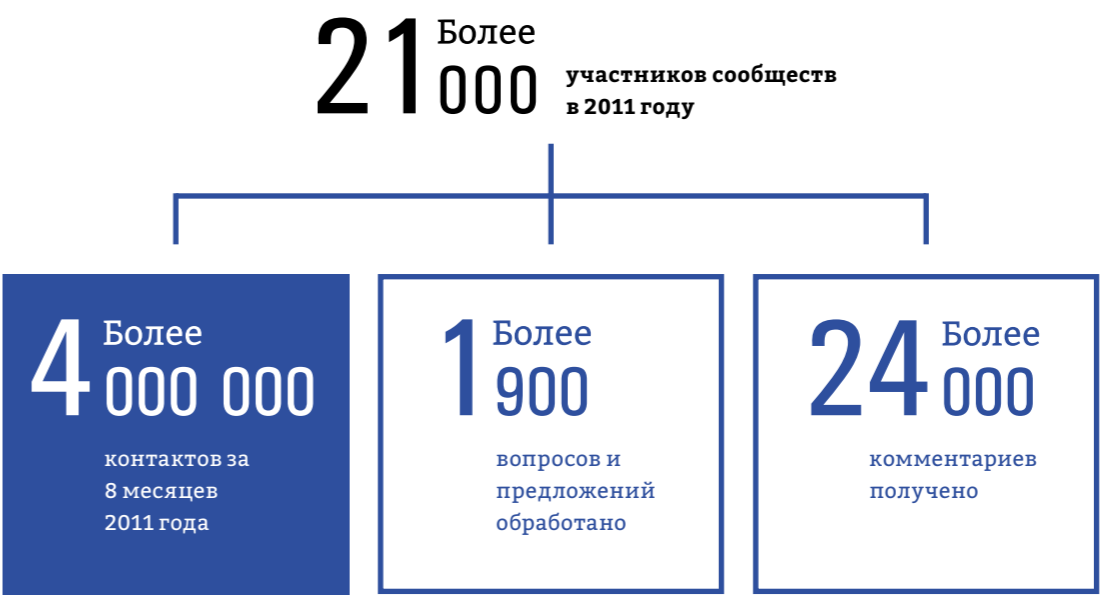 Более
21 000
участников сообществ
в 2011 году
Более
4 000 000
контактов за
8 месяцев
2011 года
Более
1 900
вопросов и
предложений
обработано
Более
24 000
комментариев
получено